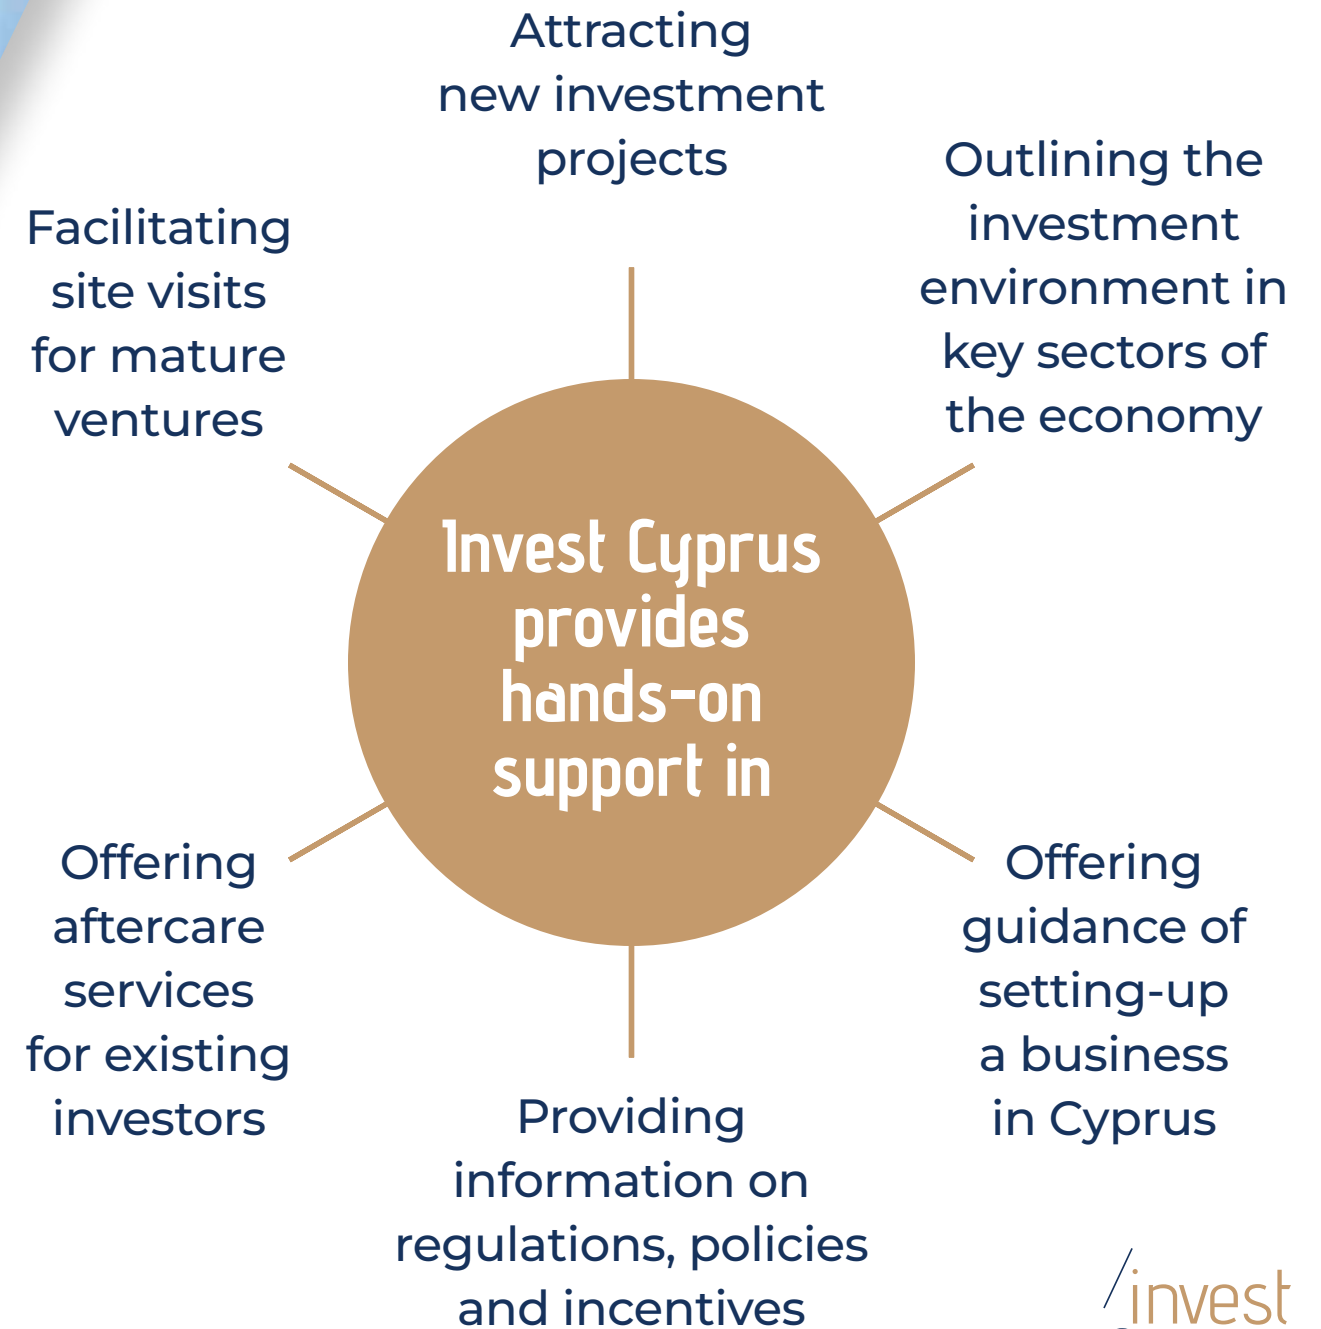 Attracting
new investment
projects
Outlining the
investment
environment in
key sectors of
the economy
Facilitating
site visits
for mature
ventures
Invest Cyprus
provides
hands-on
support in
Offering
aftercare
services
for existing
investors
Offering
guidance of
setting-up
a business
in Cyprus
Providing
information on
regulations, policies
and incentives
invest